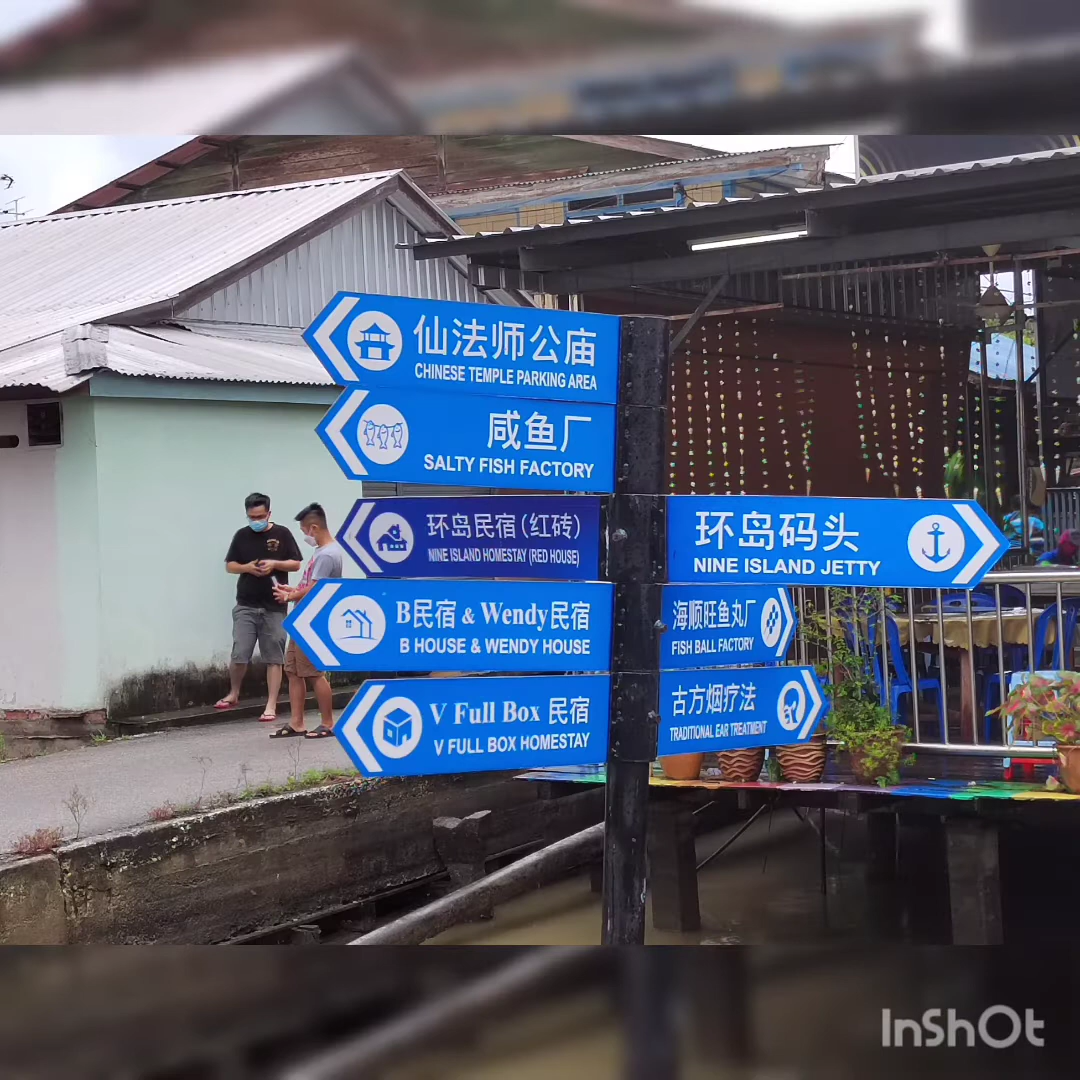 仙法师公庙
CHINESE TEMPLE PARKING AREA
咸鱼厂
SALTY FISH FACTORY
环岛民宿(红砖)
NINE ISLAND HOMESTAY (RED HOUSE)
B民宿 & Wendy民宿
B HOUSE & WENDY HOUSE
V Full Box 民宿
V FULL BOX HOMESTAY
环岛码头
NINE ISLAND JETTY
海顺旺鱼丸厂
FISH BALL FACTORY
古方烟疗法
TRADITIONAL EAR TREATMENT
InShOt